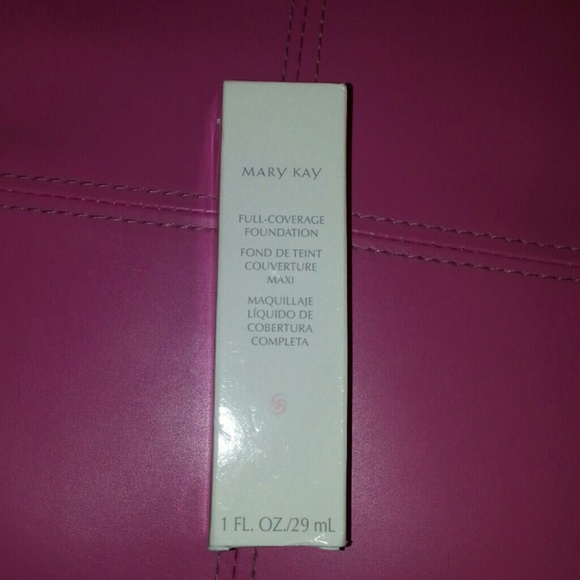 MARY KAY
FULL-COVERAGE
FOUNDATION
FOND DE TEINT
COUVERTURE
MAXI
MAQUILLAJE
LÍQUIDO DE
COBERTURA
COMPLETA
1 FL. OZ./29 mL